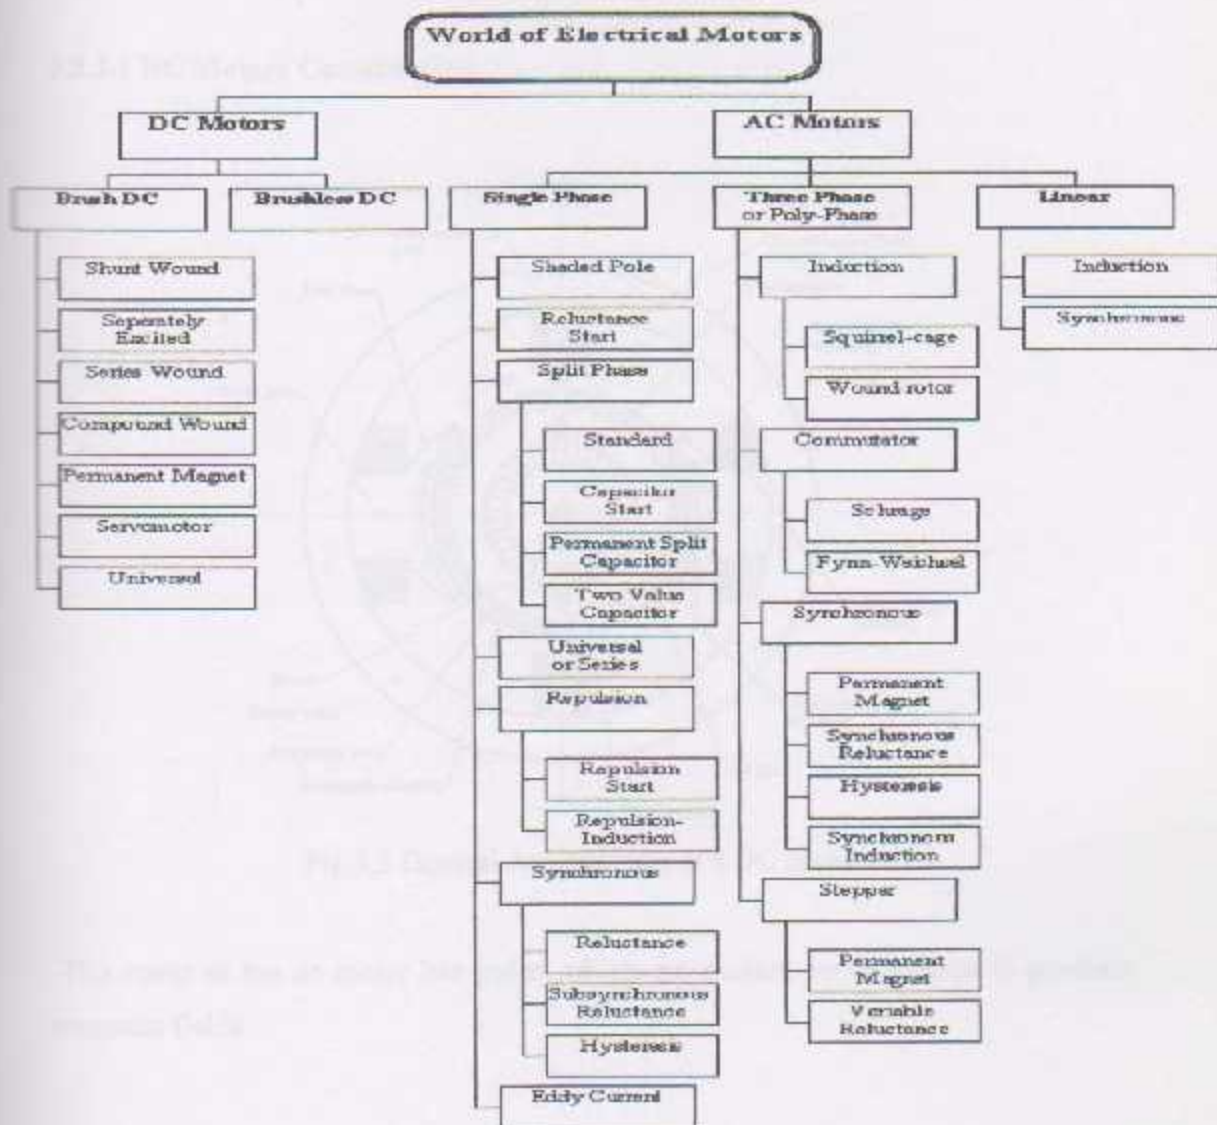 World of Electrical Motors
DC Motors
AC Motors
Brush DC
Brushless DC
Single Phase
Three Phase
or Poly-Phase
Linear
Shunt Wound
Seperately
Excited
Series Wound
Compound Wound
Permanent Magnet
Servomotor
Universal
Shaded Pole
Reluctance
Start
Split Phase
Standard
Capacitor
Start
Permanent Split
Capacitor
Two Value
Capacitor
Universal
or Series
Repulsion
Repulsion
Start
Repulsion-
Induction
Synchronous
Reluctance
Subsynchronous
Reluctance
Hysteresis
Eddy Current
Induction
Squirrel-cage
Wound rotor
Commutator
Schrage
Fynn-Weichsel
Synchronous
Permanent
Magnet
Synchronous
Reluctance
Hysteresis
Synchronous
Induction
Stepper
Permanent
Magnet
Variable
Reluctance
Induction
Synchronous